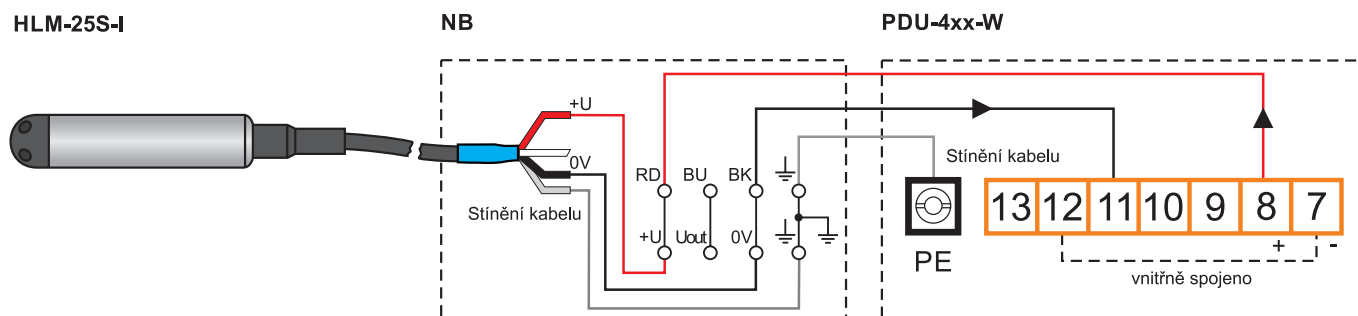 HLM-25S-I
NB
PDU-4xx-W
+U
0V
Stínění kabelu
RD BU BK
+U Uout 0V
Stínění kabelu
PE
13 12 11 10 9 8 7
+ -
vnitřně spojeno